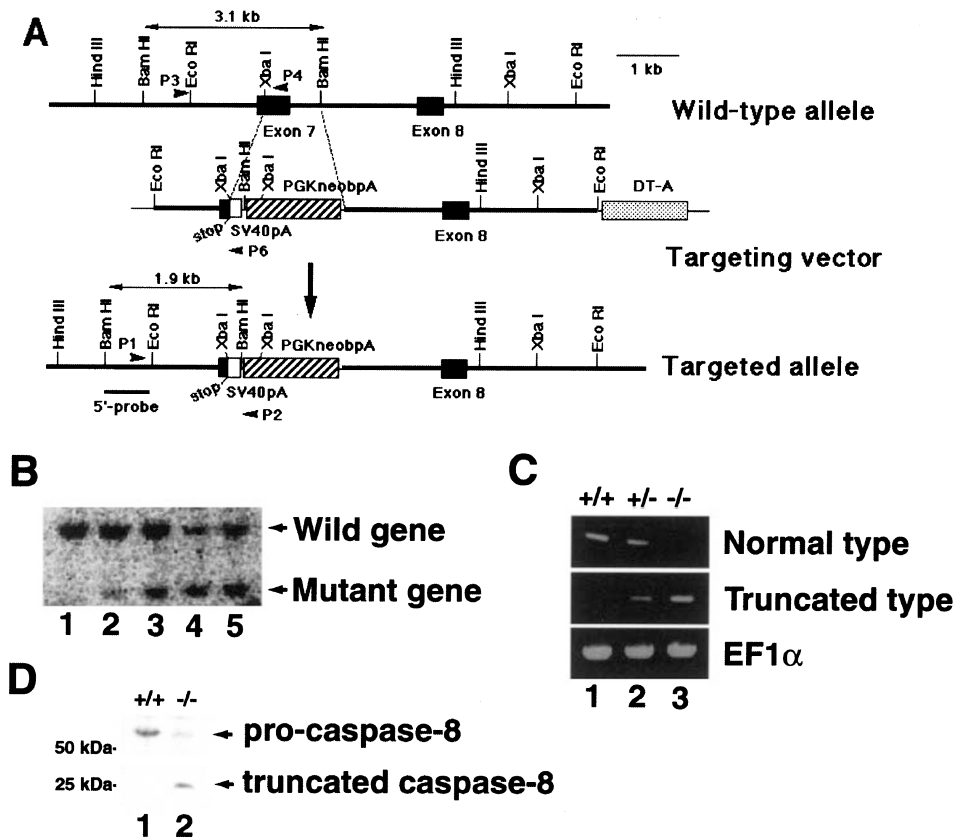 A
3.1 kb
Hind III
Bam HI
P3
Eco RI
Xba I
P4
Bam HI
Hind III
Xba I
Eco RI
1 kb
Exon 7
Exon 8
Wild-type allele
Eco RI
Xba I
Bam HI
Xba I
PGKneobpA
Hind III
Xba I
Eco RI
DT-A
stop
SV40pA
P6
Exon 8
Targeting vector
1.9 kb
Hind III
Bam HI
P1
Eco RI
Xba I
Bam HI
Xba I
PGKneobpA
Hind III
Xba I
Eco RI
5'-probe
stop
SV40pA
P2
Exon 8
Targeted allele
B
Wild gene
Mutant gene
1 2 3 4 5
C
+/+ +/- -/-
Normal type
Truncated type
EF1α
1 2 3
D
+/+ -/-
50 kDa-
pro-caspase-8
25 kDa-
truncated caspase-8
1 2